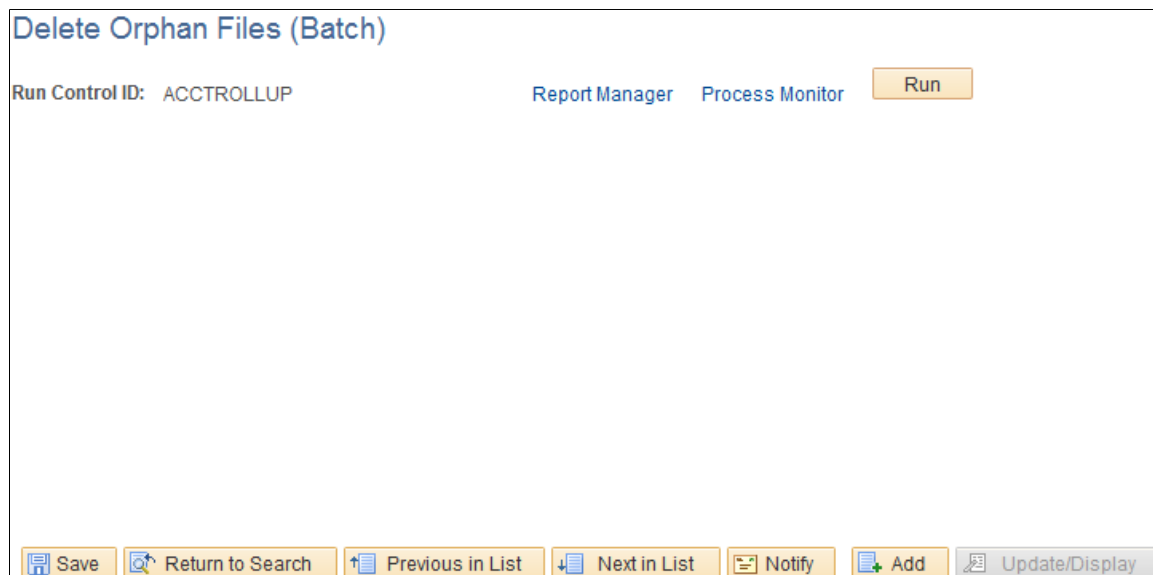 Delete Orphan Files (Batch)
Run Control ID: ACCTROLLUP Report Manager Process Monitor Run
Save Return to Search Previous in List Next in List Notify Add Update/Display